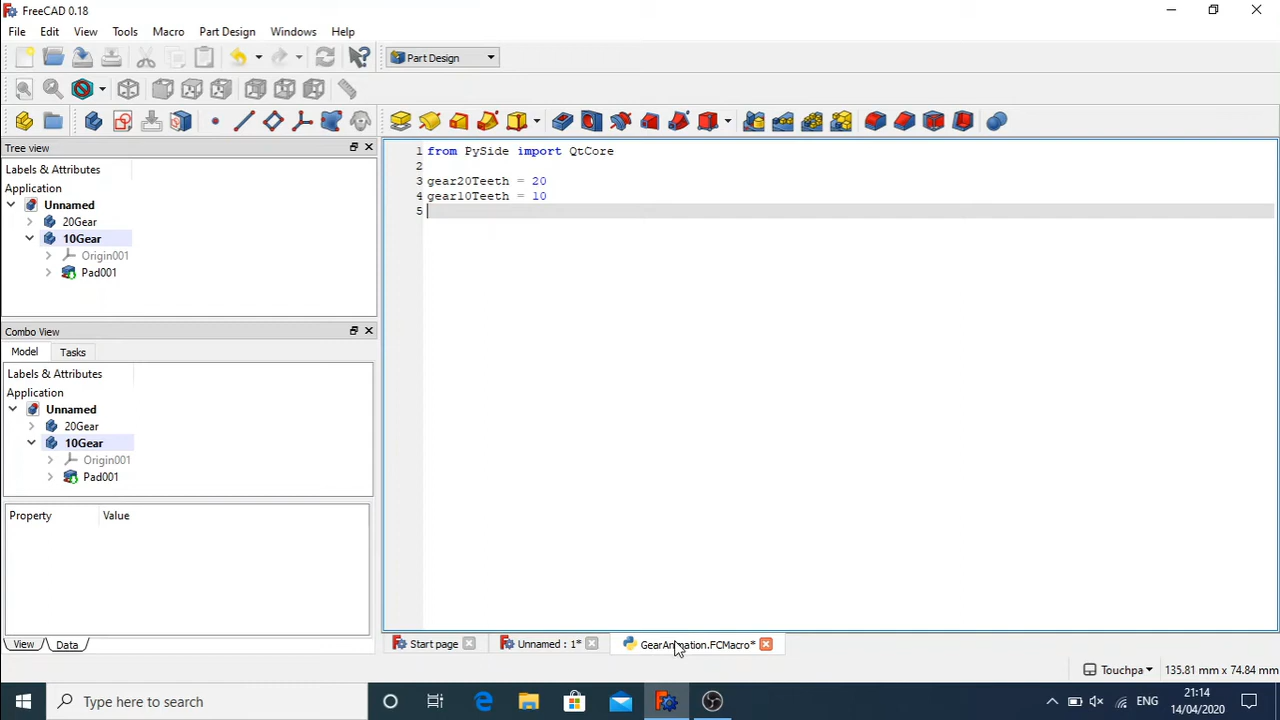 FreeCAD 0.18
File Edit View Tools Macro Part Design Windows Help
Part Design
Tree view
Labels & Attributes
Application
Unnamed
20Gear
10Gear
Origin001
Pad001
Combo View
Model Tasks
Labels & Attributes
Application
Unnamed
20Gear
10Gear
Origin001
Pad001
Property Value
View Data
1 from PySide import QtCore
2
3 gear20Teeth = 20
4 gear10Teeth = 10
5
Start page Unnamed : 1* GearAnimation.FCMacro*
Touchpa 135.81 mm x 74.84 mm
Type here to search
ENG
21:14
14/04/2020